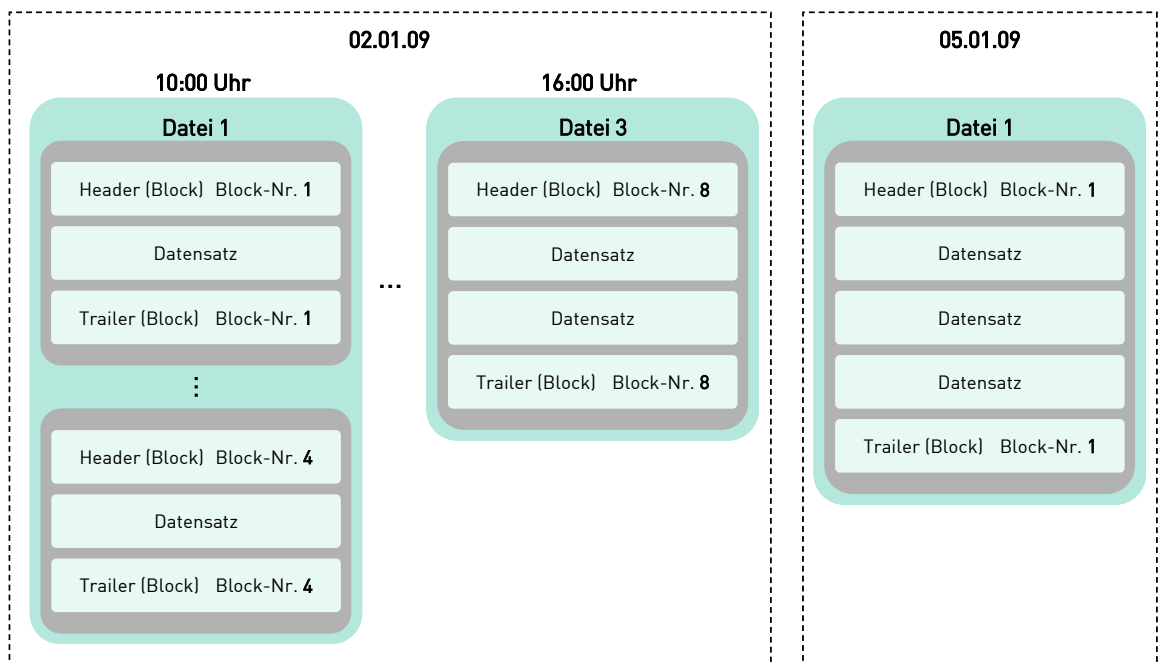 02.01.09
10:00 Uhr
Datei 1
Header (Block) Block-Nr. 1
Datensatz
Trailer (Block) Block-Nr. 1
⋮
Header (Block) Block-Nr. 4
Datensatz
Trailer (Block) Block-Nr. 4
...
16:00 Uhr
Datei 3
Header (Block) Block-Nr. 8
Datensatz
Datensatz
Trailer (Block) Block-Nr. 8
05.01.09
Datei 1
Header (Block) Block-Nr. 1
Datensatz
Datensatz
Datensatz
Trailer (Block) Block-Nr. 1